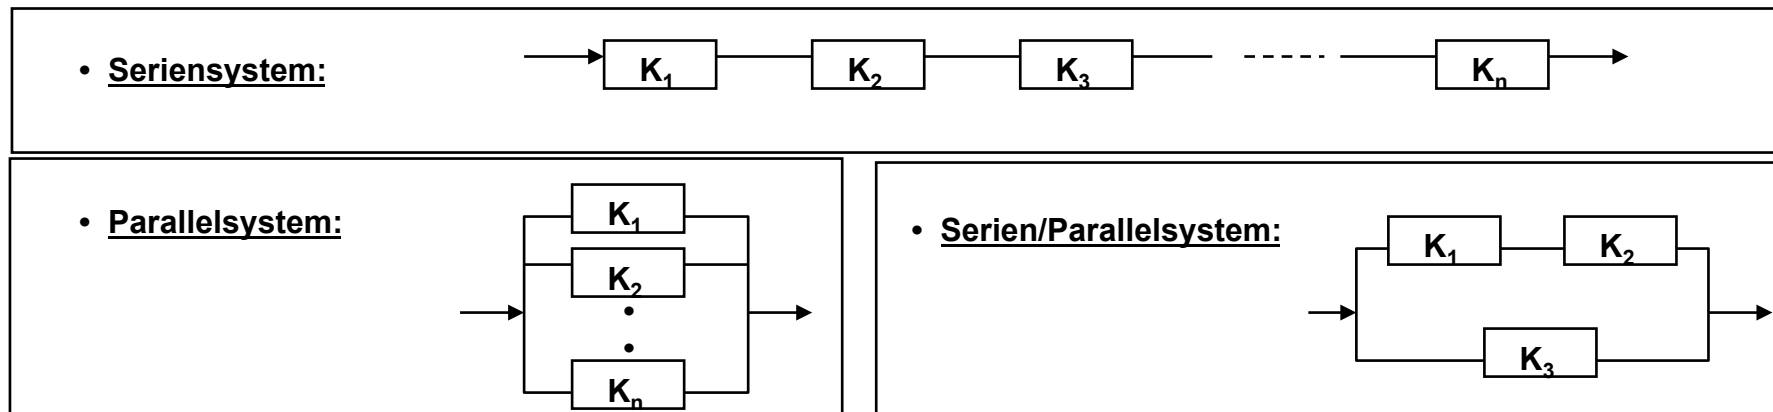 • Seriensystem:
K1 K2 K3 Kn
• Parallelsystem:
K1
K2
•
•
Kn
• Serien/Parallelsystem:
K1 K2
K3